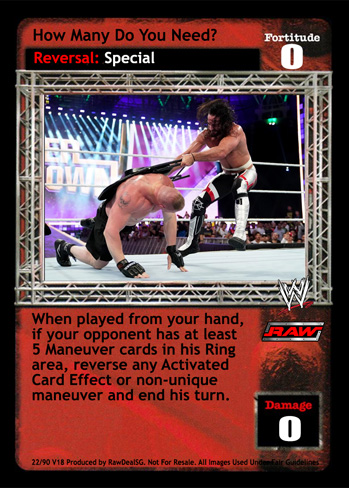 How Many Do You Need?
Fortitude
0
Reversal: Special
W
RAW
When played from your hand,
if your opponent has at least
5 Maneuver cards in his Ring
area, reverse any Activated
Card Effect or non-unique
maneuver and end his turn.
Damage
0
22/90 V18 Produced by RawDealSG. Not For Resale. All Images Used Under Fair Guidelines